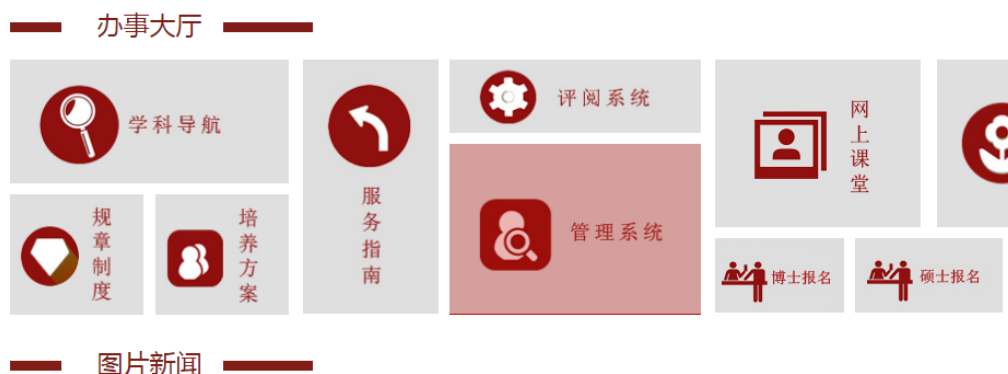 办事大厅
学科导航
规章制度
培养方案
服务指南
评阅系统
管理系统
网上课堂
博士报名
硕士报名
图片新闻